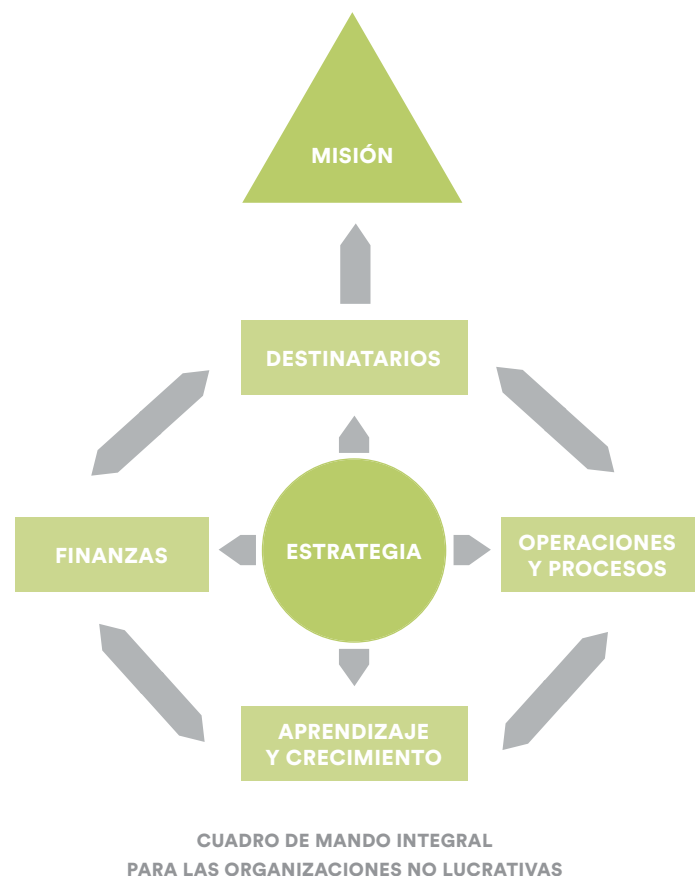 MISIÓN
DESTINATARIOS
FINANZAS
ESTRATEGIA
OPERACIONES
Y PROCESOS
APRENDIZAJE
Y CRECIMIENTO
CUADRO DE MANDO INTEGRAL
PARA LAS ORGANIZACIONES NO LUCRATIVAS